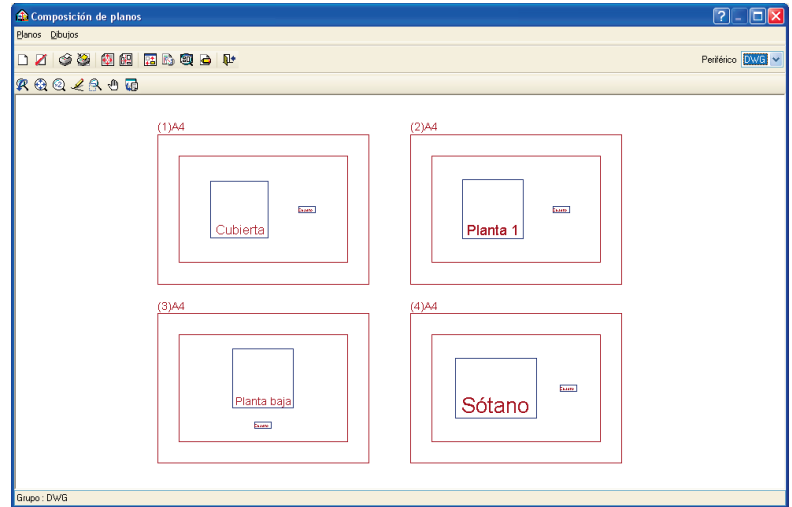 Composición de planos
Planos Dibujos
Periférico DWG
(1)A4
(2)A4
Cubierta
Planta 1
(3)A4
(4)A4
Planta baja
Sótano
Grupo : DWG